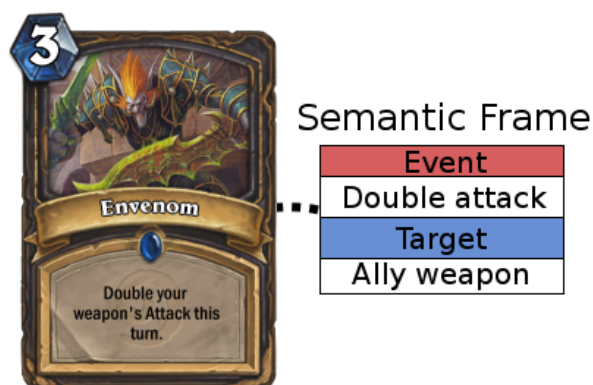 3
Envenom
Double your
weapon's Attack this
turn.
Semantic Frame
Event
Double attack
Target
Ally weapon